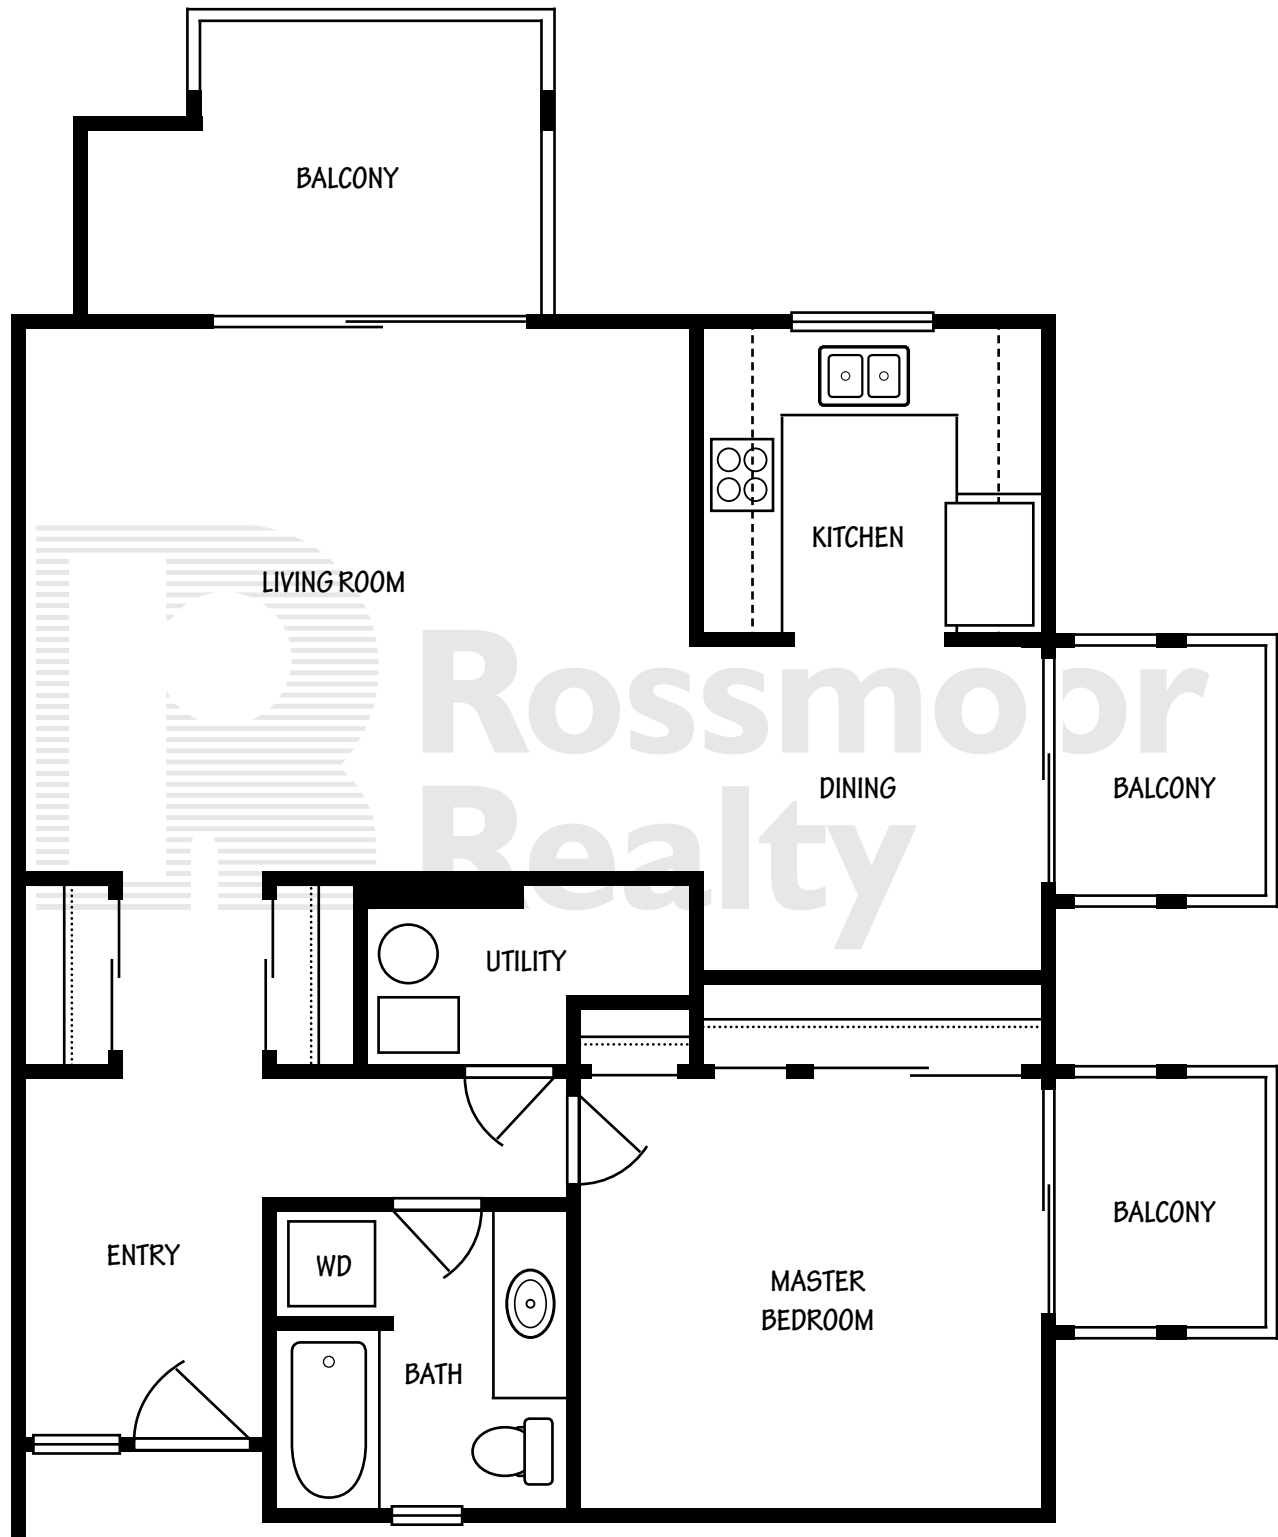 BALCONY
KITCHEN
LIVING ROOM
Rossmoor
Realty
DINING
BALCONY
UTILITY
BALCONY
ENTRY
WD
MASTER
BEDROOM
BATH